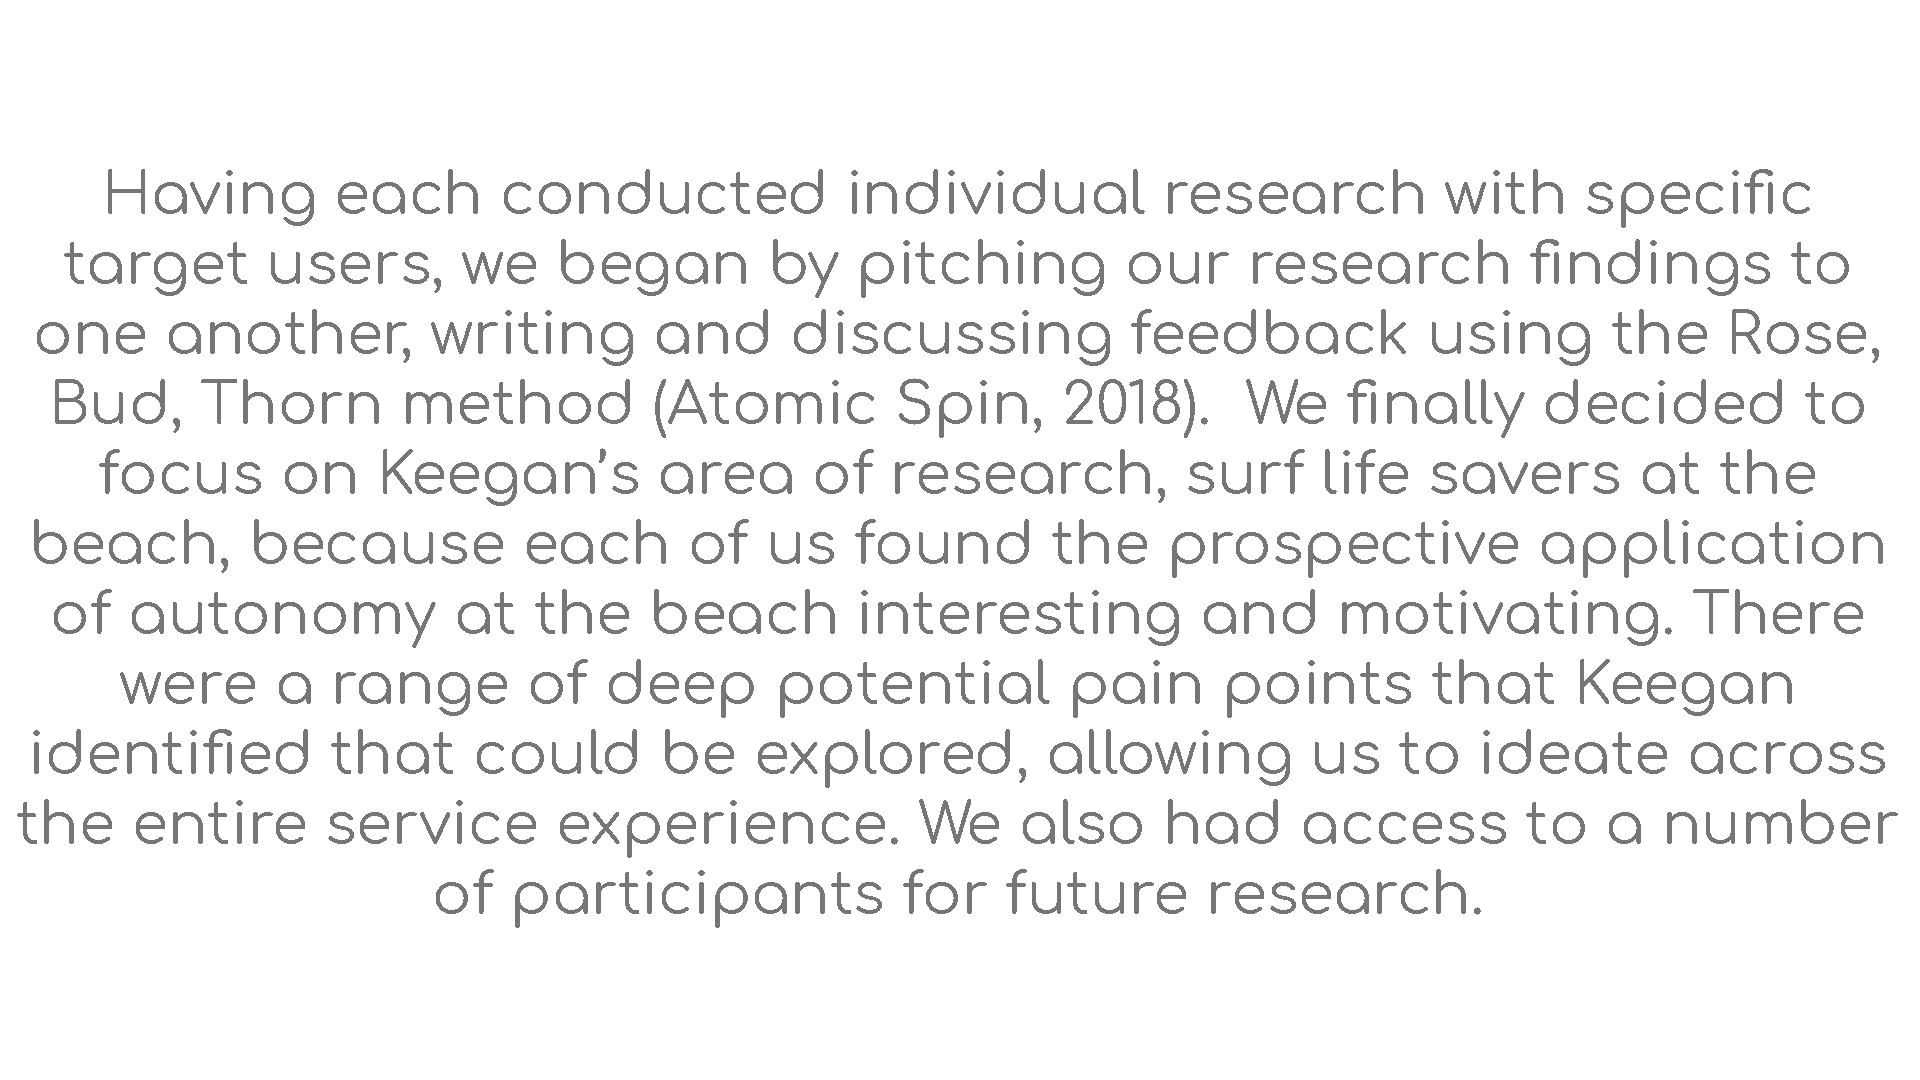 Having each conducted individual research with specific
target users, we began by pitching our research findings to
one another, writing and discussing feedback using the Rose,
Bud, Thorn method (Atomic Spin, 2018).  We finally decided to
focus on Keegan’s area of research, surf life savers at the
beach, because each of us found the prospective application
of autonomy at the beach interesting and motivating. There
were a range of deep potential pain points that Keegan
identified that could be explored, allowing us to ideate across
the entire service experience. We also had access to a number
of participants for future research.